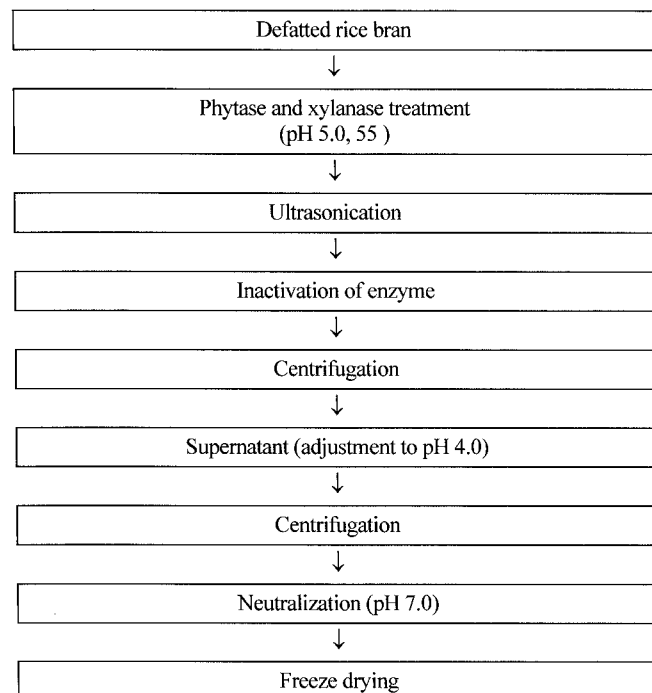 Defatted rice bran
↓
Phytase and xylanase treatment
(pH 5.0, 55 )
↓
Ultrasonication
↓
Inactivation of enzyme
↓
Centrifugation
↓
Supernatant (adjustment to pH 4.0)
↓
Centrifugation
↓
Neutralization (pH 7.0)
↓
Freeze drying